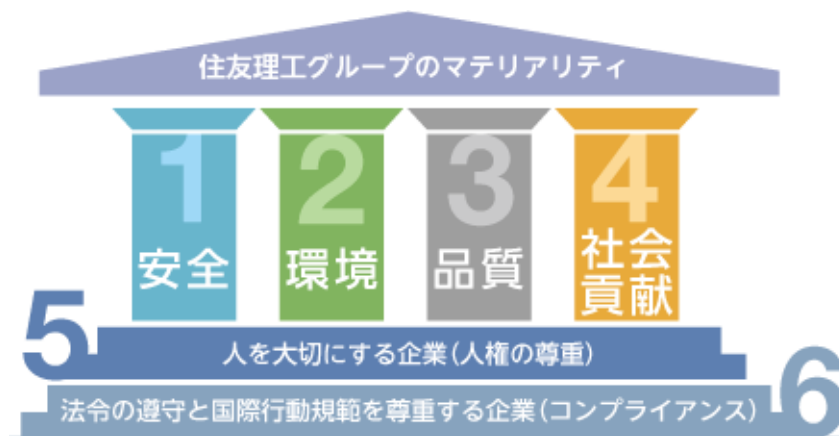 住友理工グループのマテリアリティ
1
安全
2
環境
3
品質
4
社会
貢献
5
人を大切にする企業(人権の尊重)
法令の遵守と国際行動規範を尊重する企業(コンプライアンス)
6